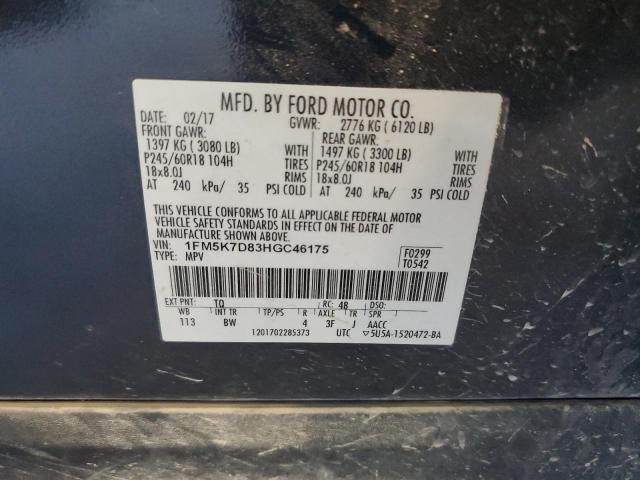 MFD. BY FORD MOTOR CO.
DATE: 02/17 GVWR: 2776 KG ( 6120 LB)
FRONT GAWR: REAR GAWR:
1397 KG ( 3080 LB) WITH 1497 KG ( 3300 LB) WITH
P245/60R18 104H TIRES P245/60R18 104H TIRES
18x8.0J RIMS 18x8.0J RIMS
AT 240 kPa/ 35 PSI COLD AT 240 kPa/ 35 PSI COLD
THIS VEHICLE CONFORMS TO ALL APPLICABLE FEDERAL MOTOR
VEHICLE SAFETY STANDARDS IN EFFECT ON THE DATE OF
MANUFACTURE SHOWN ABOVE.
VIN: 1FM5K7D83HGC46175 F0299
TYPE: MPV T0542
EXT PNT: TQ RC: 48 DSO:
WB INT TR TP/PS R AXLE TR SPR
113 BW 4 3F J AACC
1201702285373 UTC ▽5U5A-1520472-BA